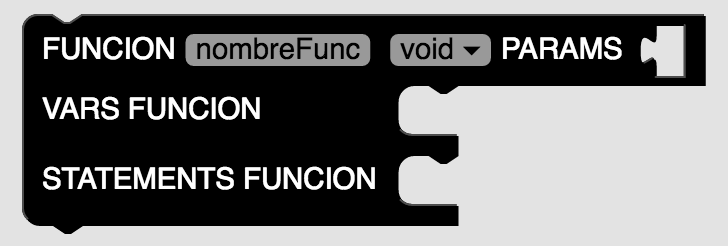 FUNCION nombreFunc void PARAMS
VARS FUNCION
STATEMENTS FUNCION